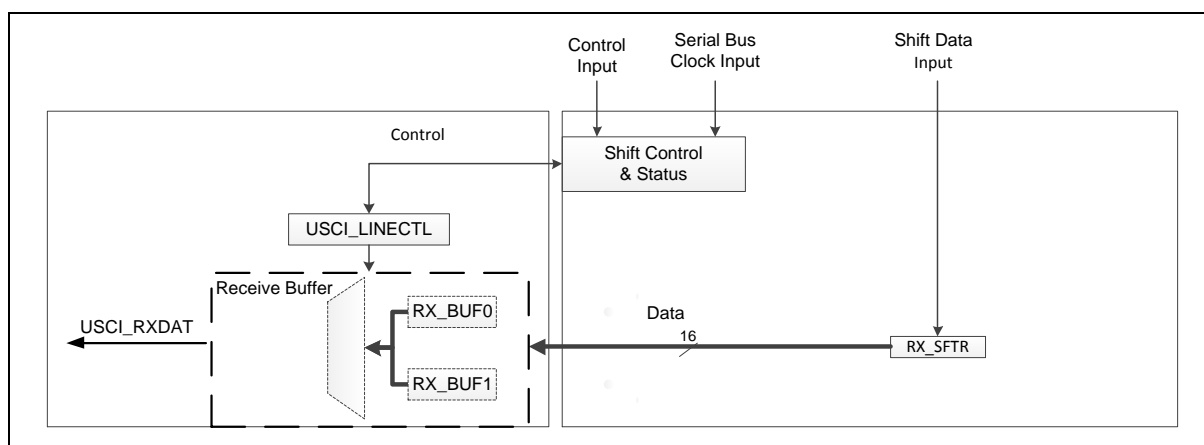 Control
Input
Serial Bus
Clock Input
Shift Data
Input
Control
Shift Control
& Status
USCI_LINECTL
Receive Buffer
RX_BUF0
USCI_RXDAT
Data
16
RX_SFTR
RX_BUF1